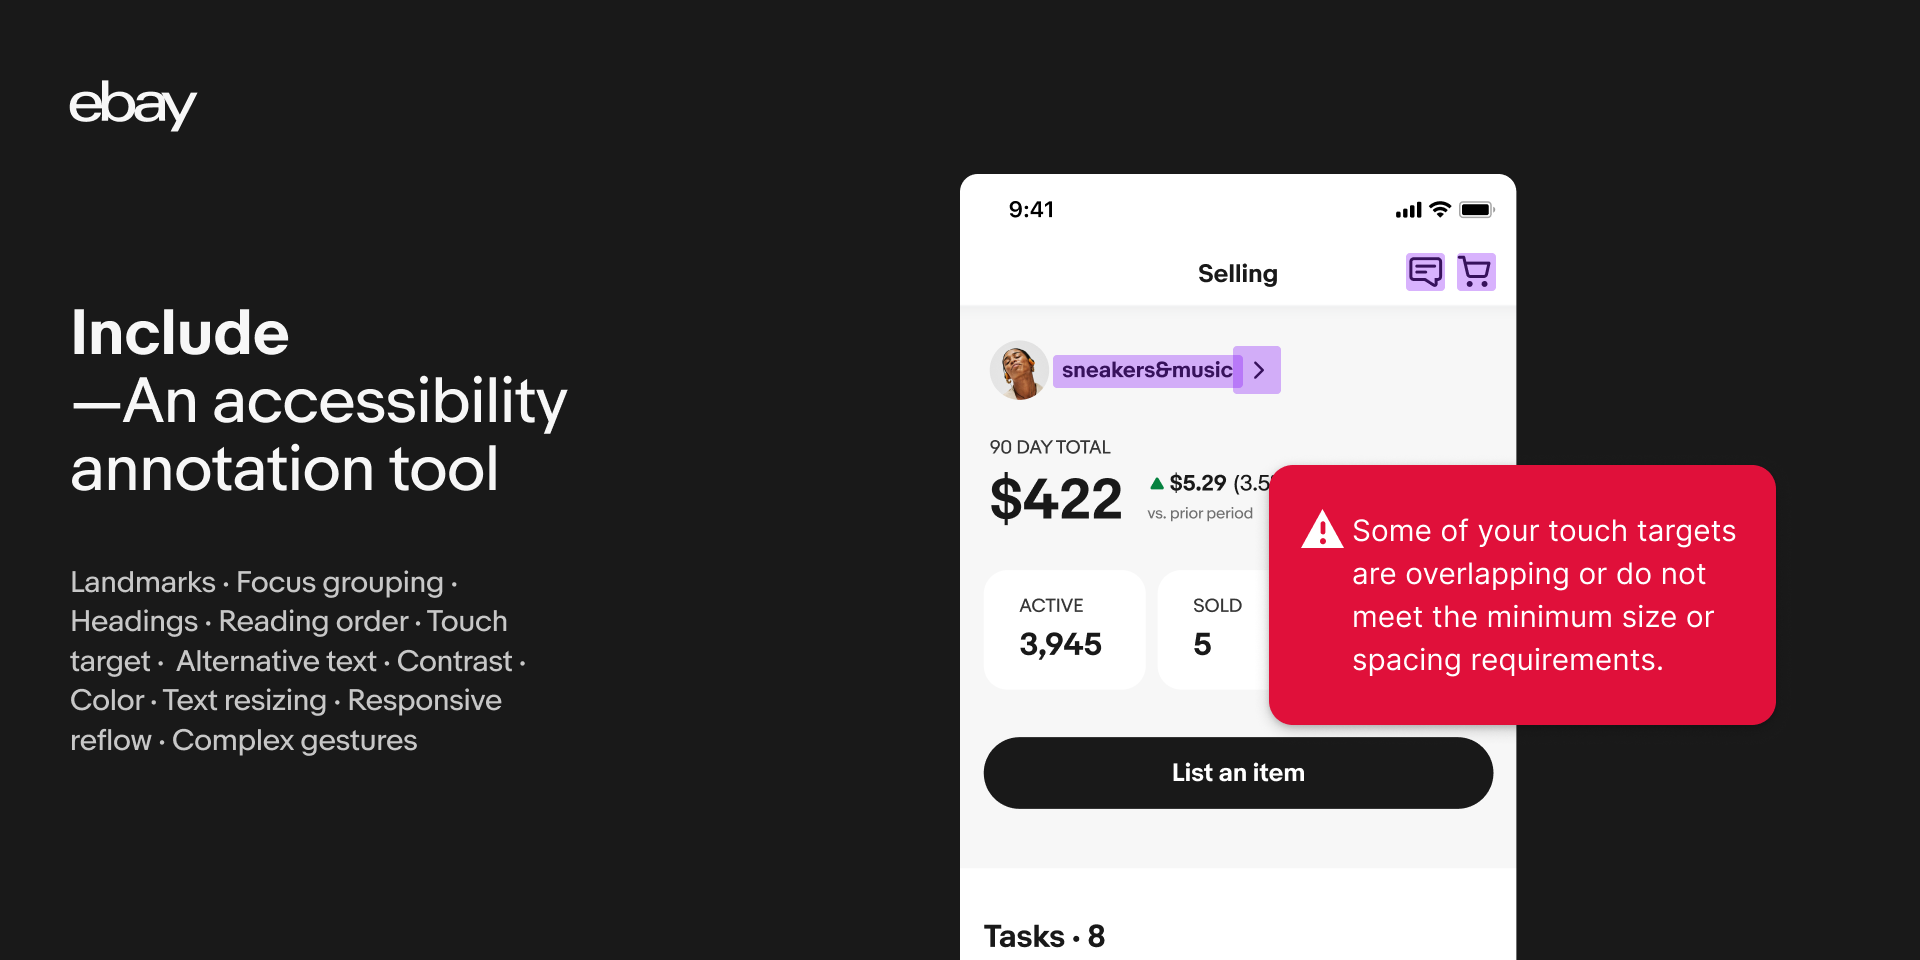 ebay
Include
—An accessibility
annotation tool
Landmarks · Focus grouping ·
Headings · Reading order · Touch
target · Alternative text · Contrast ·
Color · Text resizing · Responsive
reflow · Complex gestures
9:41
Selling
sneakers&music
90 DAY TOTAL
$422
$5.29 (3.5
vs. prior period
ACTIVE
3,945
SOLD
5
Some of your touch targets
are overlapping or do not
meet the minimum size or
spacing requirements.
List an item
Tasks · 8